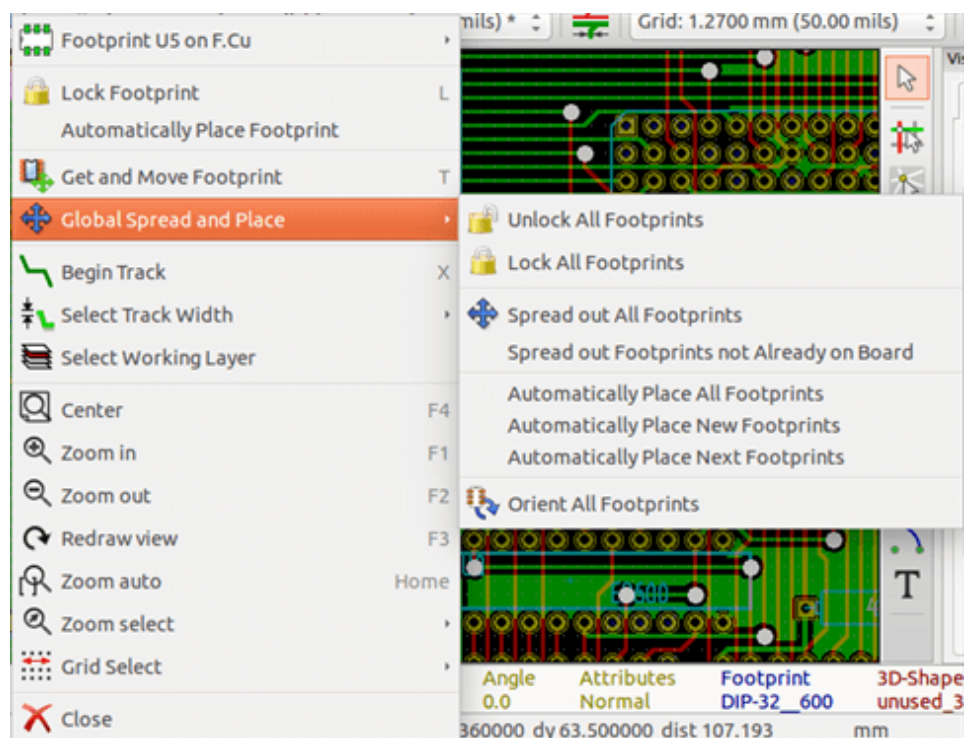 mils) *
Grid: 1.2700 mm (50.00 mils)
Vis
Footprint U5 on F.Cu
Lock Footprint L
Automatically Place Footprint
Get and Move Footprint T
Global Spread and Place
Begin Track X
Select Track Width
Select Working Layer
Center F4
Zoom in F1
Zoom out F2
Redraw view F3
Zoom auto Home
Zoom select
Grid Select
Close
Unlock All Footprints
Lock All Footprints
Spread out All Footprints
Spread out Footprints not Already on Board
Automatically Place All Footprints
Automatically Place New Footprints
Automatically Place Next Footprints
Orient All Footprints
T
4
Angle Attributes Footprint 3D-Shape
0.0 Normal DIP-32__600 unused_3
360000 dy 63.500000 dist 107.193 mm